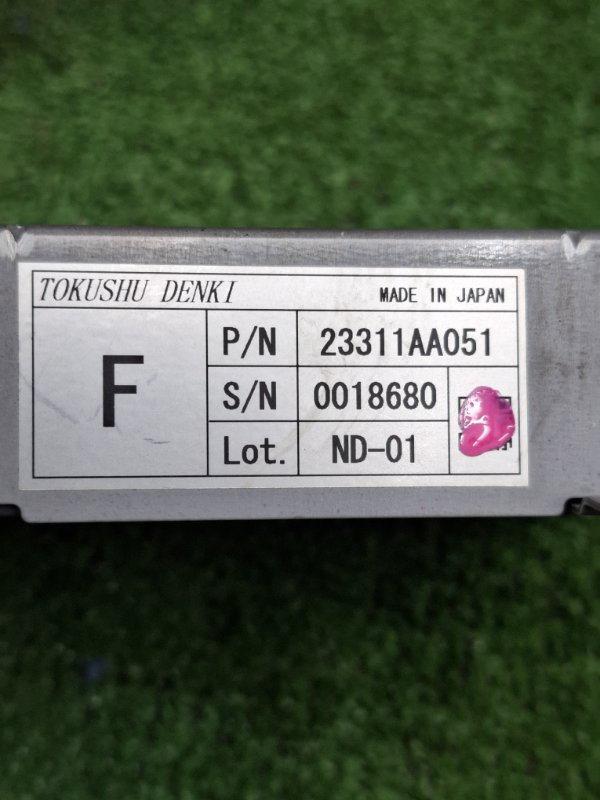 TOKUSHU DENKI MADE IN JAPAN
F
P/N 23311AA051
S/N 0018680
Lot. ND-01